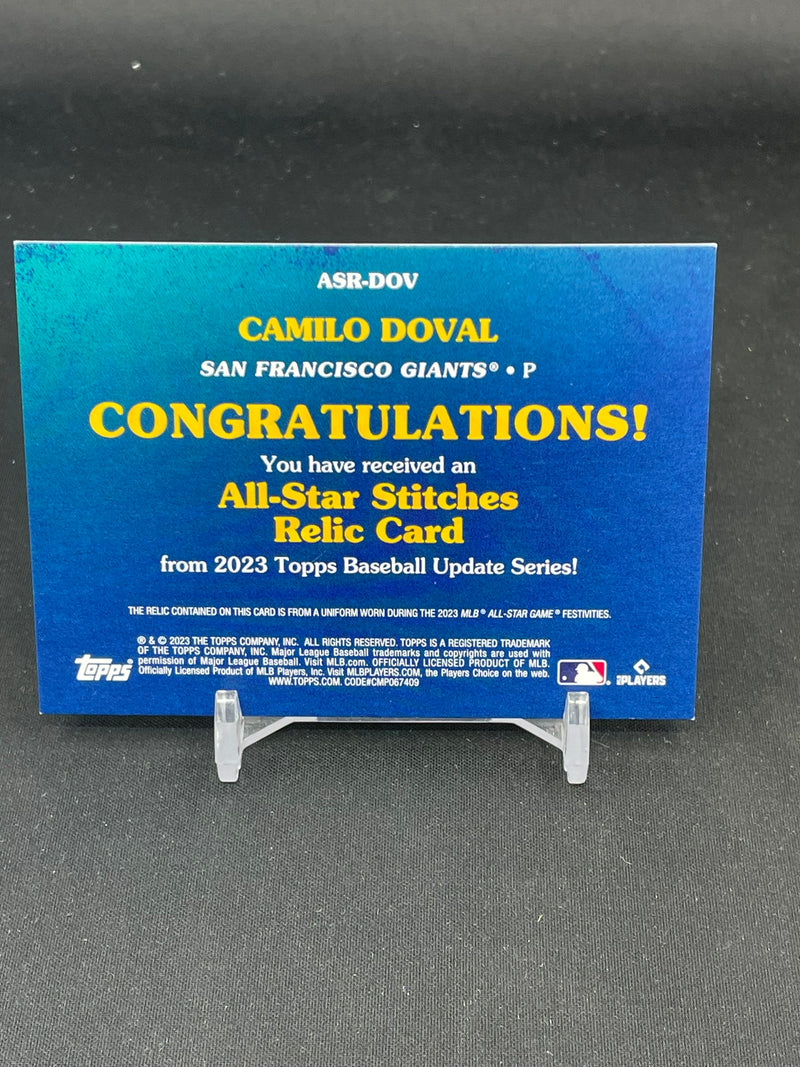 ASR-DOV
CAMILO DOVAL
SAN FRANCISCO GIANTS® • P
CONGRATULATIONS!
You have received an
All-Star Stitches
Relic Card
from 2023 Topps Baseball Update Series!
THE RELIC CONTAINED ON THIS CARD IS FROM A UNIFORM WORN DURING THE 2023 MLB® ALL-STAR GAME® FESTIVITIES.
® & © 2023 THE TOPPS COMPANY, INC. ALL RIGHTS RESERVED. TOPPS IS A REGISTERED TRADEMARK
OF THE TOPPS COMPANY, INC. Major League Baseball trademarks and copyrights are used with
permission of Major League Baseball. Visit MLB.com. OFFICIALLY LICENSED PRODUCT OF MLB.
Officially Licensed Product of MLB Players, Inc. Visit MLBPLAYERS.COM, the Players Choice on the web.
WWW.TOPPS.COM. CODE#CMP067409
topps®
PLAYERS